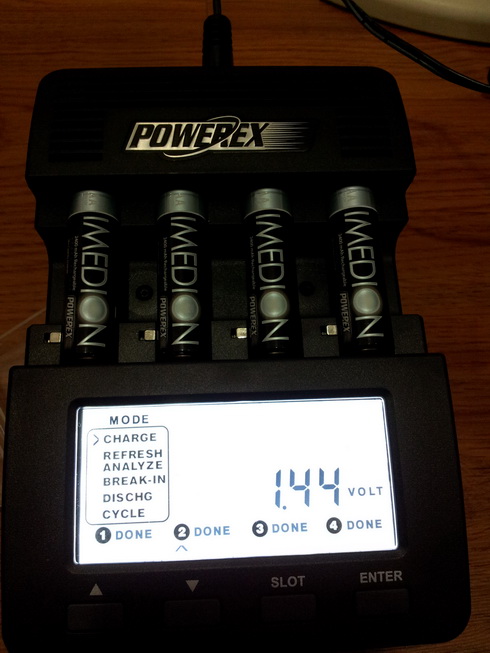 POWEREX
IMEDION
POWEREX
IMEDION
POWEREX
IMEDION
POWEREX
IMEDION
POWEREX
MODE
> CHARGE
REFRESH
ANALYZE
BREAK-IN
DISCHG
CYCLE
1.44 VOLT
1 DONE 2 DONE 3 DONE 4 DONE
▲ ▼ SLOT ENTER